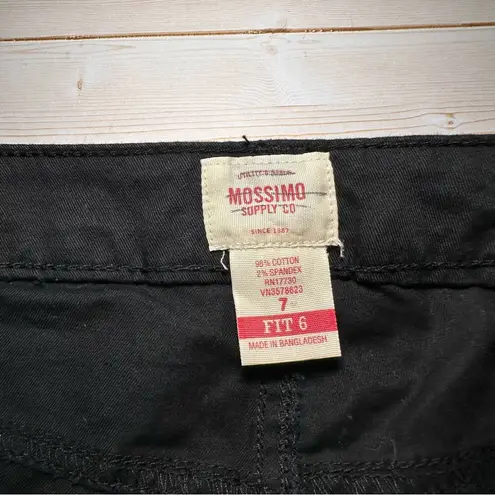 MOSSIMO
SUPPLY CO
SINCE 1987
98% COTTON
2% SPANDEX
RN17730
VN3578623
7
FIT 6
MADE IN BANGLADESH